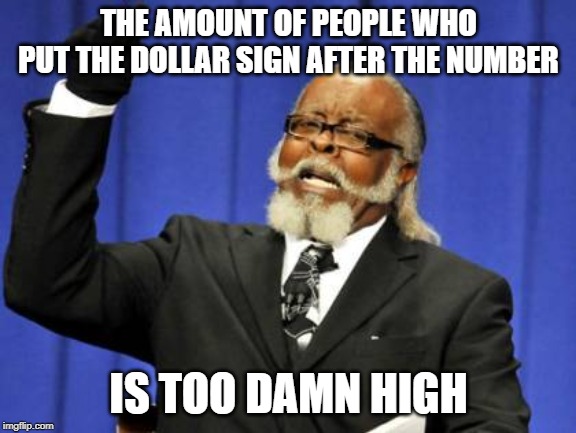 THE AMOUNT OF PEOPLE WHO
PUT THE DOLLAR SIGN AFTER THE NUMBER
IS TOO DAMN HIGH
imgflip.com